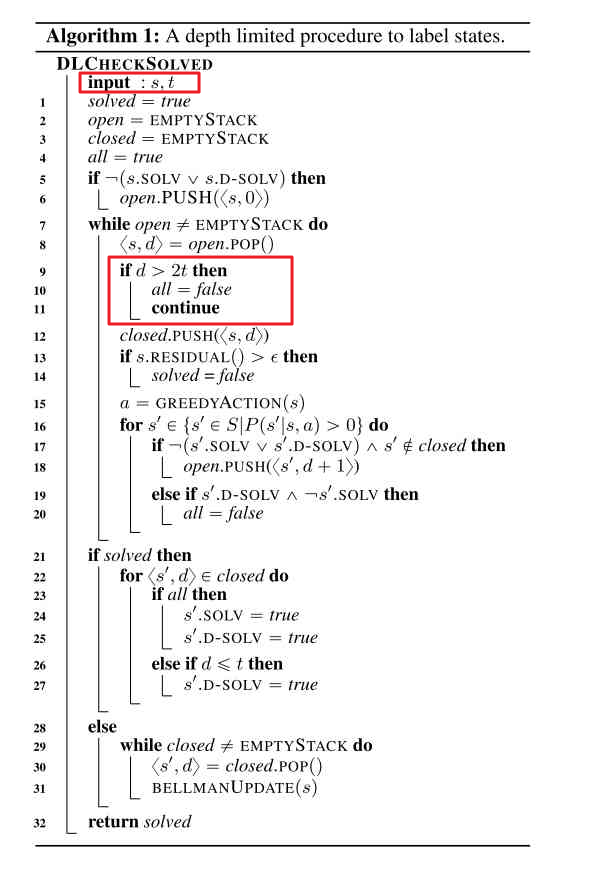 Algorithm 1: A depth limited procedure to label states.
DLCHECKSOLVED
input : s, t
1 solved = true
2 open = EMPTYSTACK
3 closed = EMPTYSTACK
4 all = true
5 if ¬(s.SOLV ∨ s.D-SOLV) then
6 open.PUSH(⟨s, 0⟩)
7 while open ≠ EMPTYSTACK do
8 ⟨s, d⟩ = open.POP()
9 if d > 2t then
10 all = false
11 continue
12 closed.PUSH(⟨s, d⟩)
13 if s.RESIDUAL() > ϵ then
14 solved = false
15 a = GREEDYACTION(s)
16 for s′ ∈ {s′ ∈ S|P(s′|s, a) > 0} do
17 if ¬(s′.SOLV ∨ s′.D-SOLV) ∧ s′ ∉ closed then
18 open.PUSH(⟨s′, d + 1⟩)
19 else if s′.D-SOLV ∧ ¬s′.SOLV then
20 all = false
21 if solved then
22 for ⟨s′, d⟩ ∈ closed do
23 if all then
24 s′.SOLV = true
25 s′.D-SOLV = true
26 else if d ⩽ t then
27 s′.D-SOLV = true
28 else
29 while closed ≠ EMPTYSTACK do
30 ⟨s′, d⟩ = closed.POP()
31 BELLMANUPDATE(s)
32 return solved